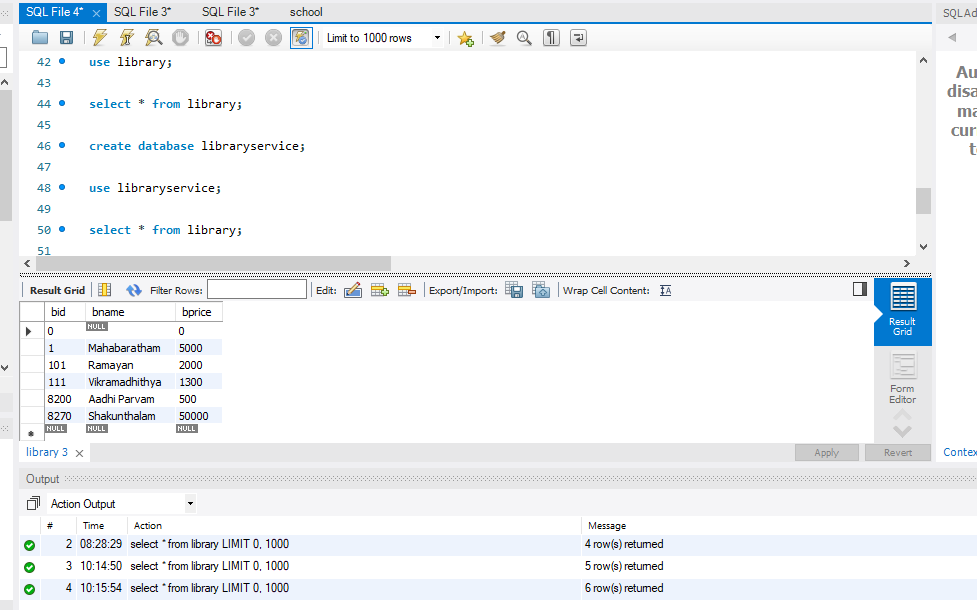 SQL File 4* SQL File 3* SQL File 3* school SQLAd
Limit to 1000 rows
42 use library;
43
44 select * from library;
45
46 create database libraryservice;
47
48 use libraryservice;
49
50 select * from library;
51
Au
disa
ma
cur
t
Result Grid Filter Rows: Edit: Export/Import: Wrap Cell Content:
bid bname bprice
0 NULL 0
1 Mahabaratham 5000
101 Ramayan 2000
111 Vikramadhithya 1300
8200 Aadhi Parvam 500
8270 Shakunthalam 50000
NULL NULL NULL
Result
Grid
Form
Editor
library 3 Apply Revert Contex
Output
Action Output
# Time Action Message
2 08:28:29 select * from library LIMIT 0, 1000 4 row(s) returned
3 10:14:50 select * from library LIMIT 0, 1000 5 row(s) returned
4 10:15:54 select * from library LIMIT 0, 1000 6 row(s) returned